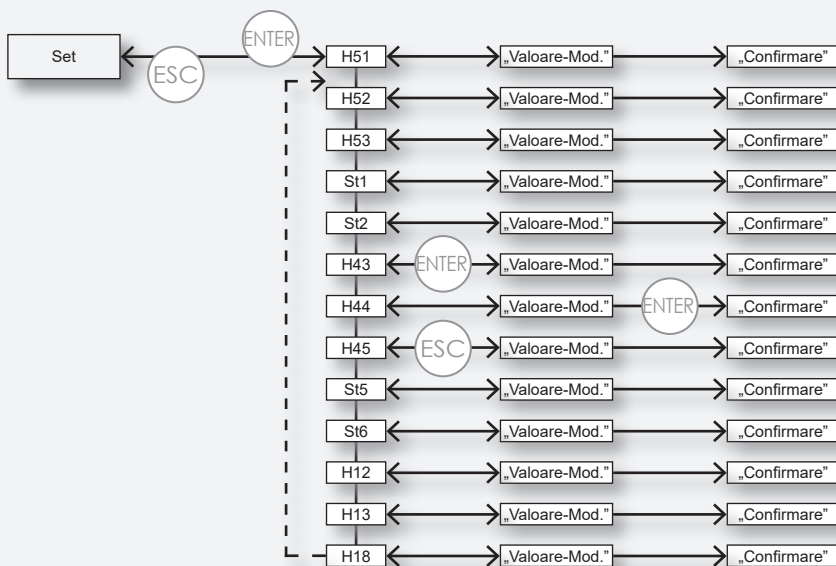 ENTER
Set
ESC
H51 „Valoare-Mod.” „Confirmare”
H52 „Valoare-Mod.” „Confirmare”
H53 „Valoare-Mod.” „Confirmare”
St1 „Valoare-Mod.” „Confirmare”
St2 „Valoare-Mod.” „Confirmare”
H43 ENTER „Valoare-Mod.” „Confirmare”
H44 „Valoare-Mod.” ENTER „Confirmare”
H45 ESC „Valoare-Mod.” „Confirmare”
St5 „Valoare-Mod.” „Confirmare”
St6 „Valoare-Mod.” „Confirmare”
H12 „Valoare-Mod.” „Confirmare”
H13 „Valoare-Mod.” „Confirmare”
H18 „Valoare-Mod.” „Confirmare”